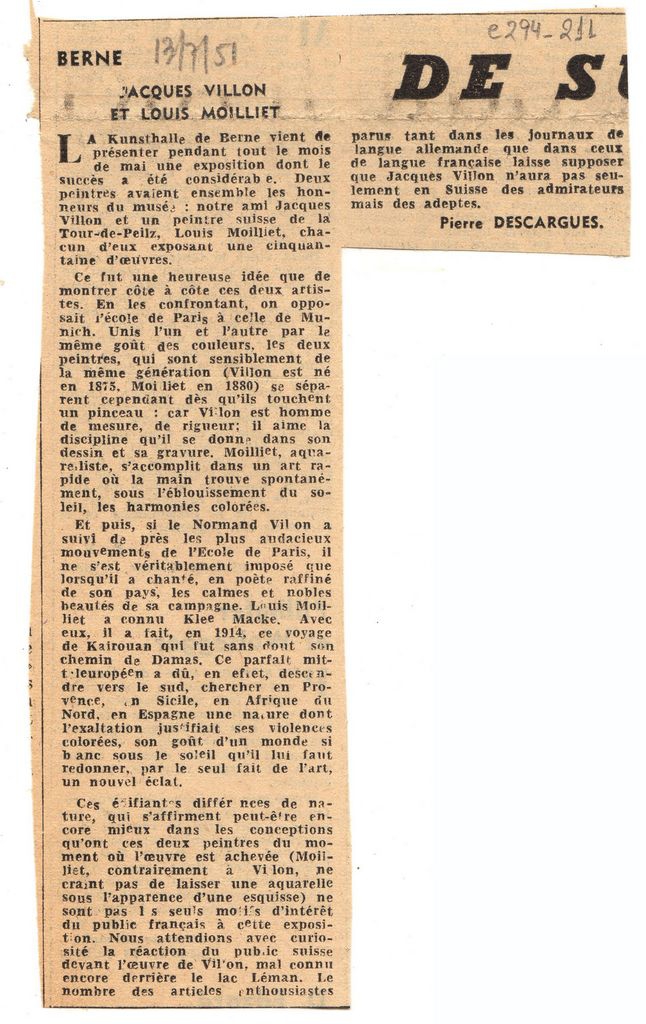 BERNE 13/7/51
e294-211
DE SU
JACQUES VILLON
ET LOUIS MOILLIET
LA Kunsthalle de Berne vient de
présenter pendant tout le mois
de mai une exposition dont le
succès a été considérab e. Deux
peintres avaient ensemble les hon-
neurs du musée : notre ami Jacques
Villon et un peintre suisse de la
Tour-de-Peilz, Louis Moilliet, cha-
cun d'eux exposant une cinquan-
taine d'œuvres.
Ce fut une heureuse idée que de
montrer côte à côte ces deux artis-
tes. En les confrontant, on oppo-
sait l'école de Paris à celle de Mu-
nich. Unis l'un et l'autre par le
même goût des couleurs, les deux
peintres, qui sont sensiblement de
la même génération (Villon est né
en 1875, Moi liet en 1880) se sépa-
rent cependant dès qu'ils touchent
un pinceau : car Villon est homme
de mesure, de rigueur; il aime la
discipline qu'il se donne dans son
dessin et sa gravure. Moilliet, aqua-
relliste, s'accomplit dans un art ra-
pide où la main trouve spontané-
ment, sous l'éblouissement du so-
leil, les harmonies colorées.
Et puis, si le Normand Vil on a
suivi de près les plus audacieux
mouvements de l'Ecole de Paris, il
ne s'est véritablement imposé que
lorsqu'il a chanté, en poète raffiné
de son pays, les calmes et nobles
beautés de sa campagne. Louis Moil-
liet a connu Klee Macke. Avec
eux, il a fait, en 1914, ce voyage
de Kairouan qui fut sans dout son
chemin de Damas. Ce parfait mit-
teleuropéen a dû, en effet, descen-
dre vers le sud, chercher en Pro-
vence, en Sicile, en Afrique du
Nord, en Espagne une nature dont
l'exaltation justifiait ses violences
colorées, son goût d'un monde si
b anc sous le soleil qu'il lui faut
redonner, par le seul fait de l'art,
un nouvel éclat.
Ces édifiantes différ nces de na-
ture, qui s'affirment peut-être en-
core mieux dans les conceptions
qu'ont ces deux peintres du mo-
ment où l'œuvre est achevée (Moil-
liet, contrairement à Vi lon, ne
craint pas de laisser une aquarelle
sous l'apparence d'une esquisse) ne
sont pas l s seuls motifs d'intérêt
du public français à cette exposi-
tion. Nous attendions avec curio-
sité la réaction du public suisse
devant l'œuvre de Villon, mal connu
encore derrière le lac Léman. Le
nombre des articles enthousiastes
parus tant dans les journaux de
langue allemande que dans ceux
de langue française laisse supposer
que Jacques Villon n'aura pas seu-
lement en Suisse des admirateurs
mais des adeptes.
Pierre DESCARGUES.